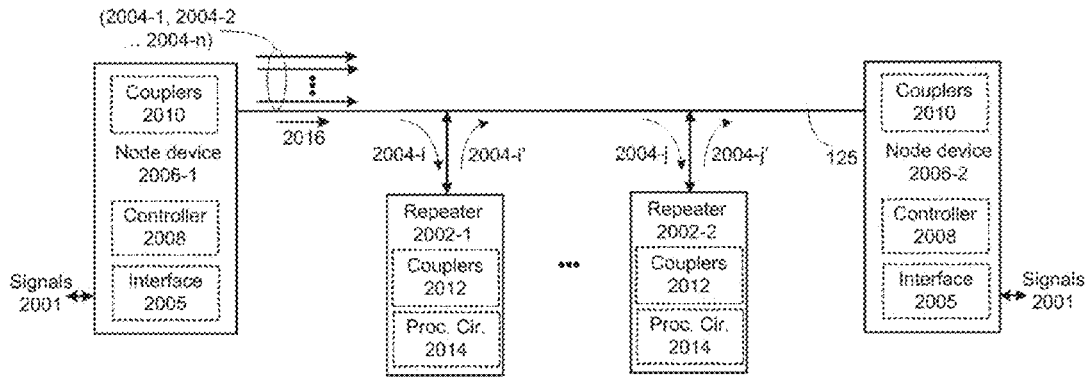 (2004-1, 2004-2
... 2004-n)
Couplers
2010
Node device
2006-1
Controller
2008
Interface
2005
Signals
2001
2016
2004-i
2004-i'
2004-j
2004-j'
125
Repeater
2002-1
Couplers
2012
Proc. Cir.
2014
Repeater
2002-2
Couplers
2012
Proc. Cir.
2014
Couplers
2010
Node device
2006-2
Controller
2008
Interface
2005
Signals
2001